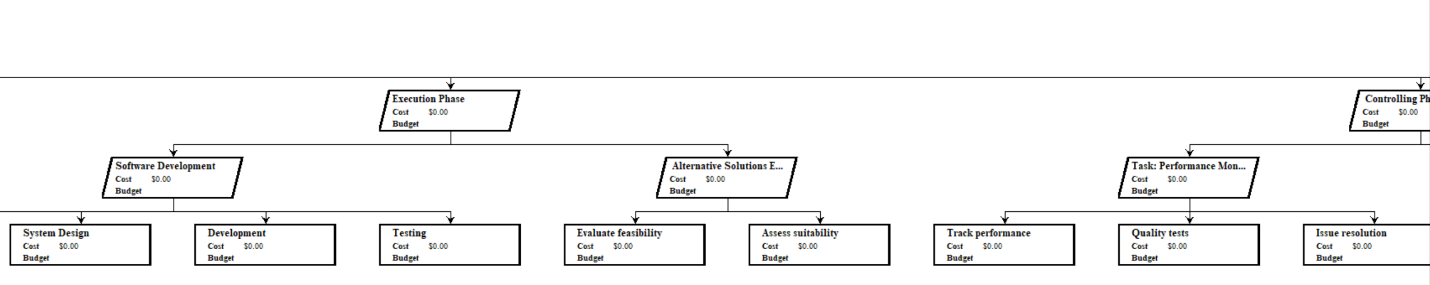 Execution Phase
Cost $0.00
Budget
Controlling Ph
Cost $0.00
Budget
Software Development
Cost $0.00
Budget
Alternative Solutions E...
Cost $0.00
Budget
Task: Performance Mon...
Cost $0.00
Budget
System Design
Cost $0.00
Budget
Development
Cost $0.00
Budget
Testing
Cost $0.00
Budget
Evaluate feasibility
Cost $0.00
Budget
Assess suitability
Cost $0.00
Budget
Track performance
Cost $0.00
Budget
Quality tests
Cost $0.00
Budget
Issue resolution
Cost $0.00
Budget